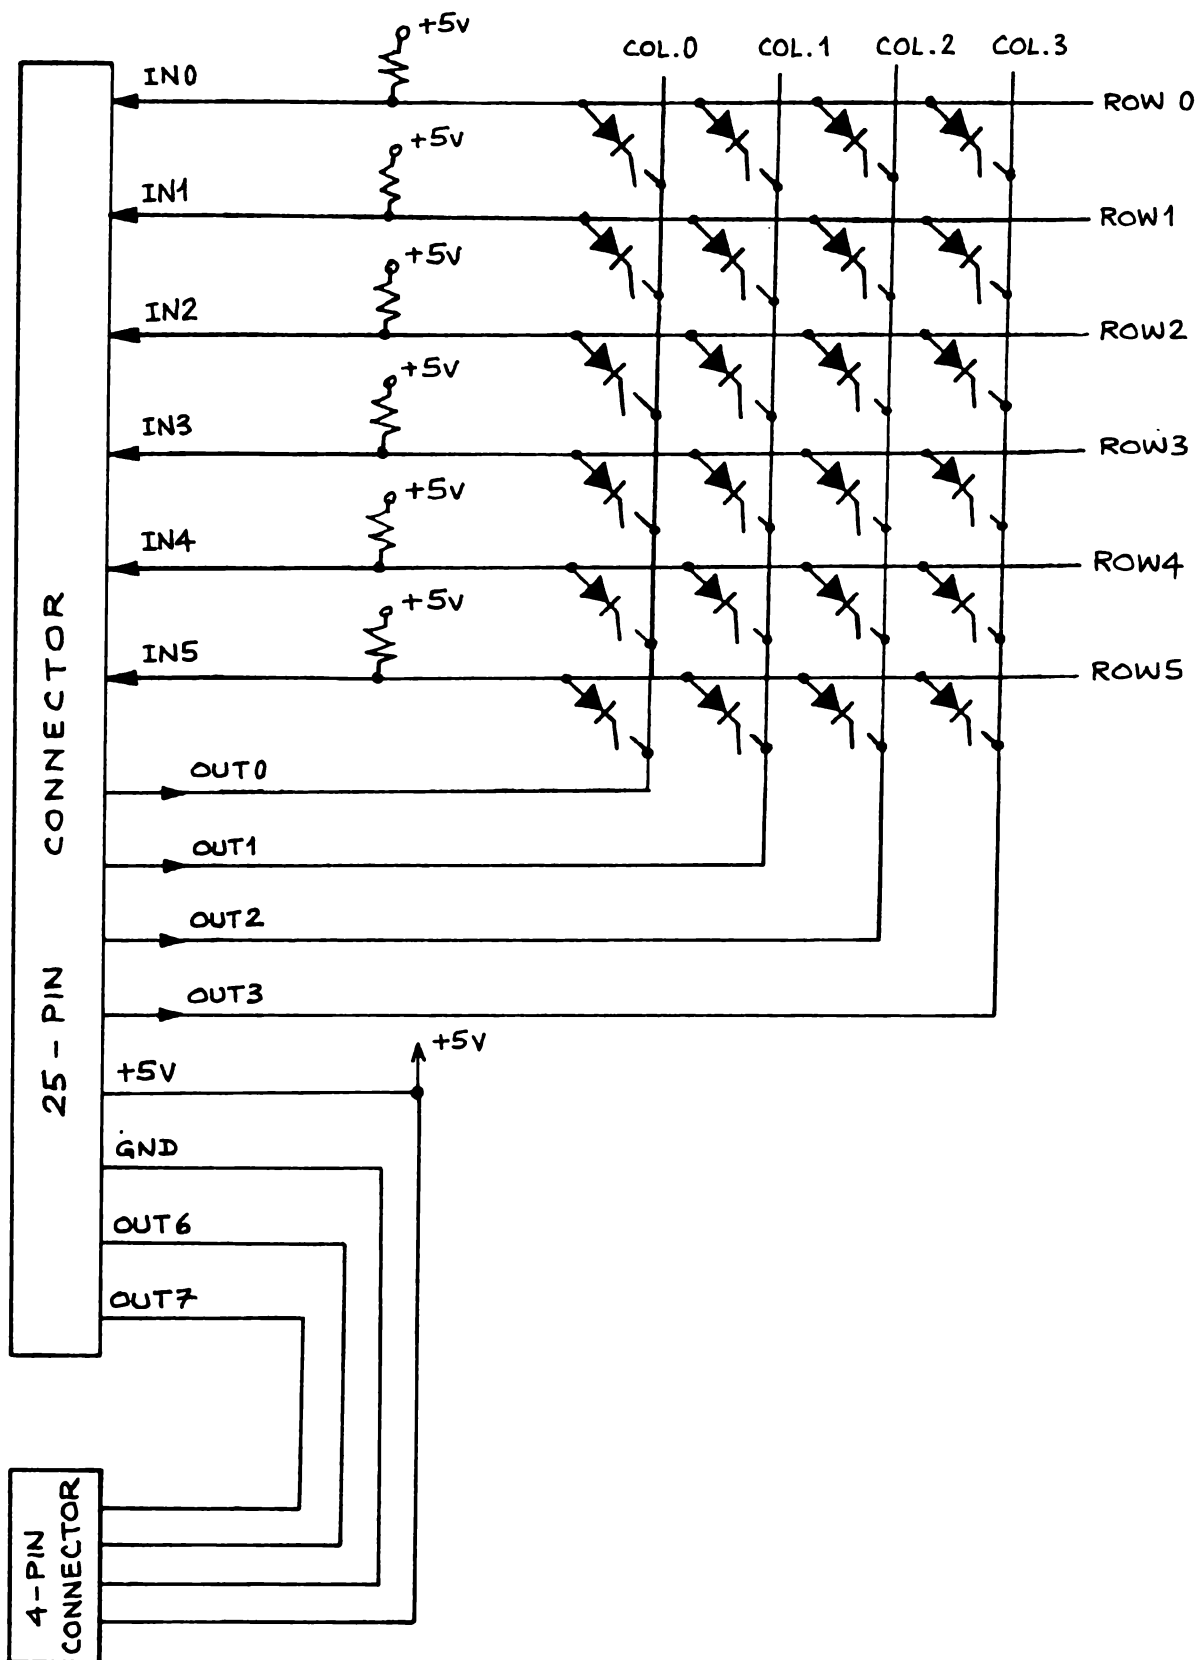 +5v
COL.0 COL.1 COL.2 COL.3
IN0
ROW 0
+5v
IN1
ROW1
+5v
IN2
ROW2
+5v
IN3
ROW3
+5v
IN4
ROW4
+5v
IN5
ROW5
25-PIN CONNECTOR
OUT0
OUT1
OUT2
OUT3
+5V
+5V
GND
OUT6
OUT7
4-PIN
CONNECTOR